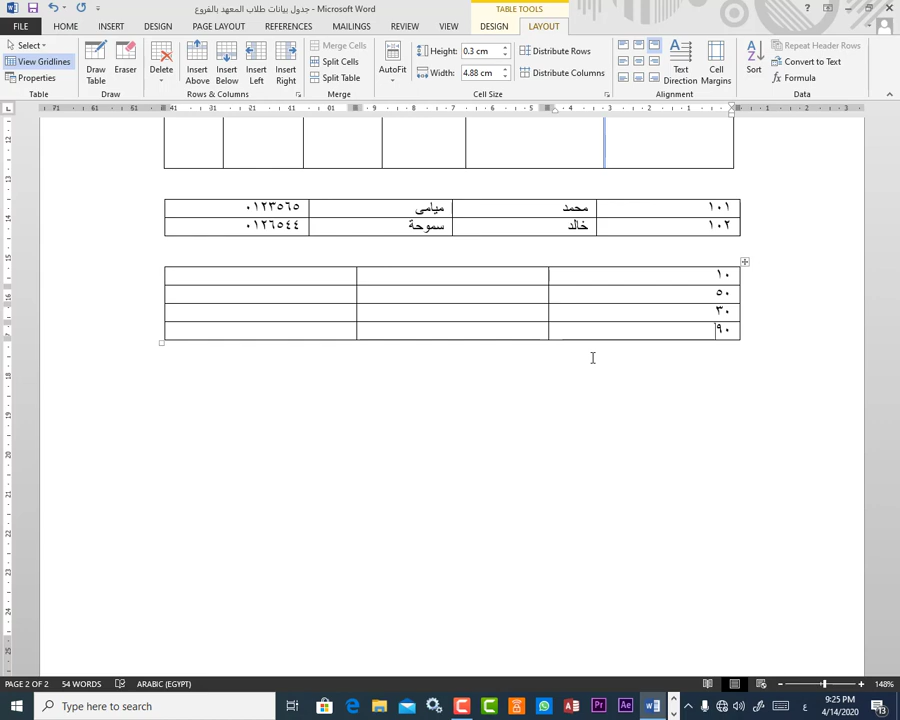 جدول بيانات طلاب المعهد بالفروع - Microsoft Word
TABLE TOOLS
FILE HOME INSERT DESIGN PAGE LAYOUT REFERENCES MAILINGS REVIEW VIEW DESIGN LAYOUT
Select
View Gridlines
Properties
Table
Draw Table
Eraser
Draw
Delete
Insert Above
Insert Below
Insert Left
Insert Right
Rows & Columns
Merge Cells
Split Cells
Split Table
Merge
AutoFit
Height: 0.3 cm
Width: 4.88 cm
Distribute Rows
Distribute Columns
Cell Size
Text Direction
Cell Margins
Alignment
Sort
Repeat Header Rows
Convert to Text
Formula
Data
١٠١ محمد ميامى ٠١٢٣٥٦٥
١٠٢ خالد سموحة ٠١٢٦٥٤٤
١٠
٥٠
٣٠
٩٠
PAGE 2 OF 2 54 WORDS ARABIC (EGYPT) 148%
Type here to search
ع
9:25 PM
4/14/2020
13